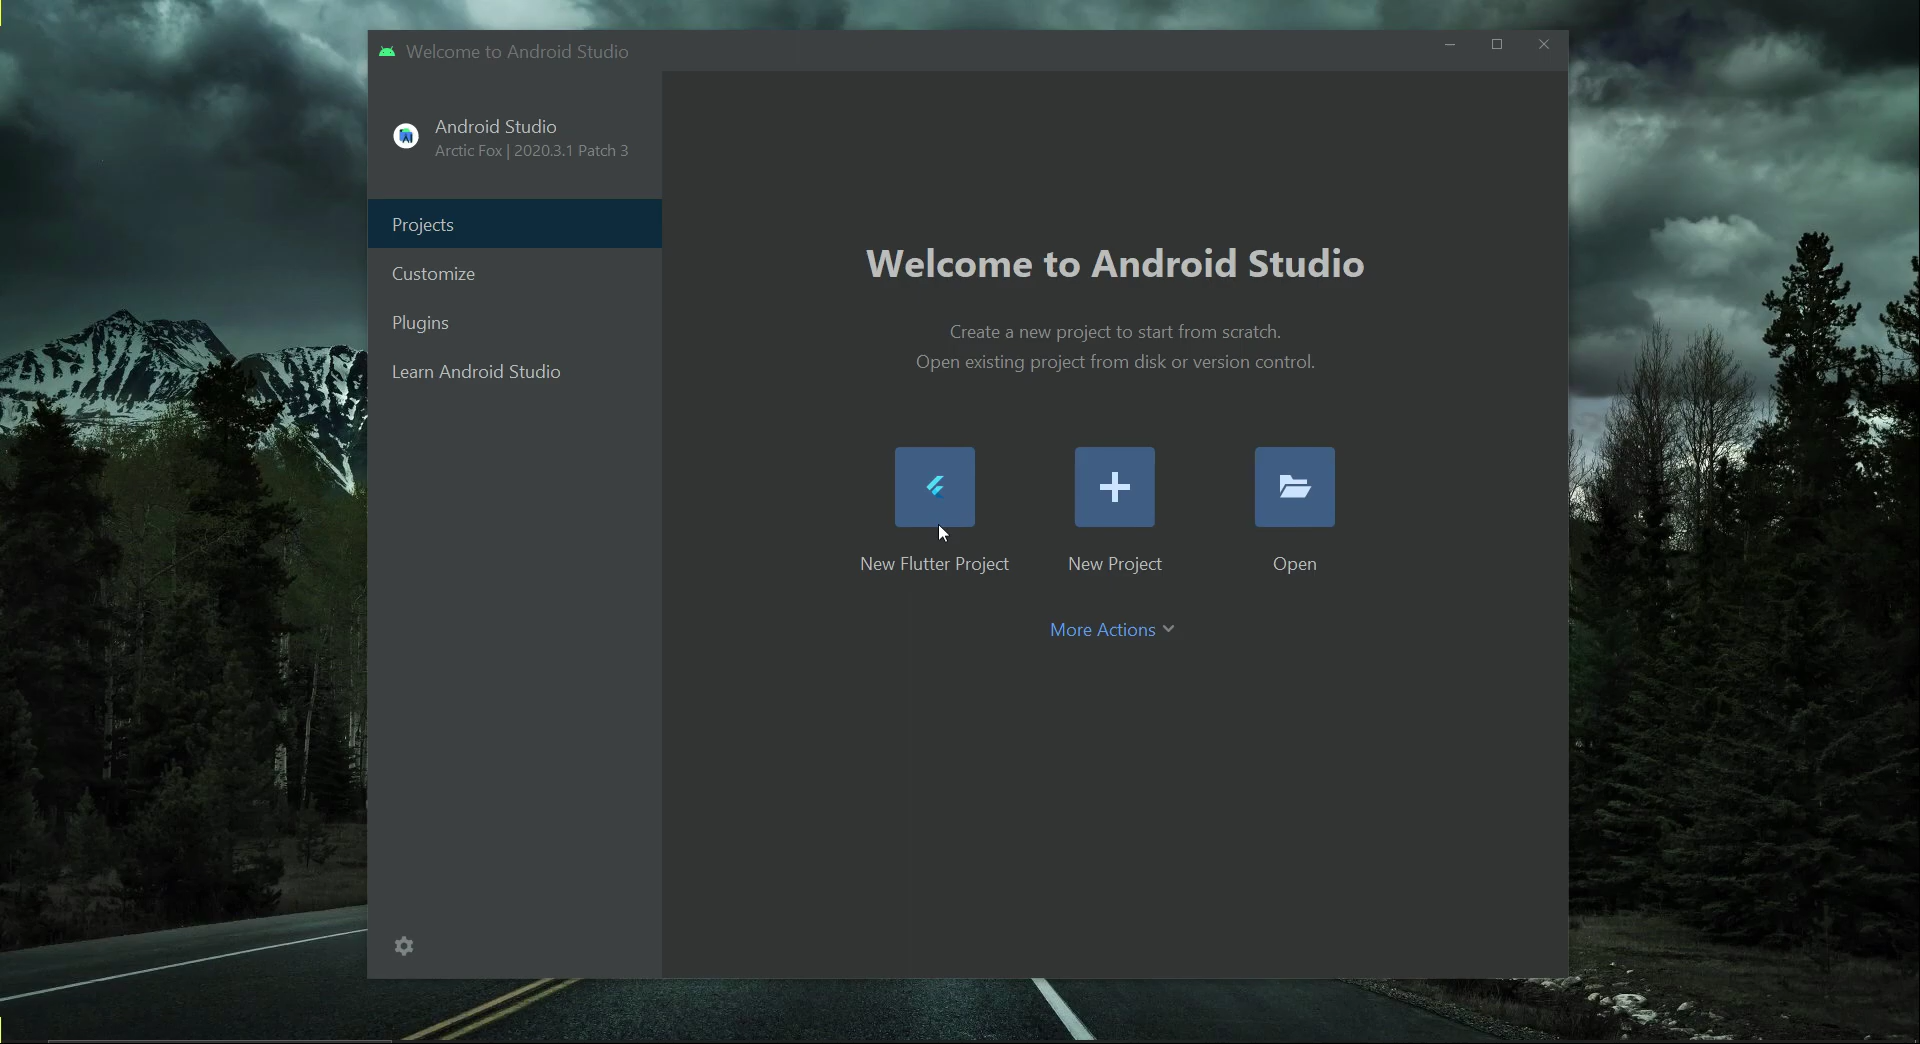 Welcome to Android Studio
Android Studio
Arctic Fox | 2020.3.1 Patch 3
Projects
Customize
Plugins
Learn Android Studio
Welcome to Android Studio
Create a new project to start from scratch.
Open existing project from disk or version control.
New Flutter Project
New Project
Open
More Actions